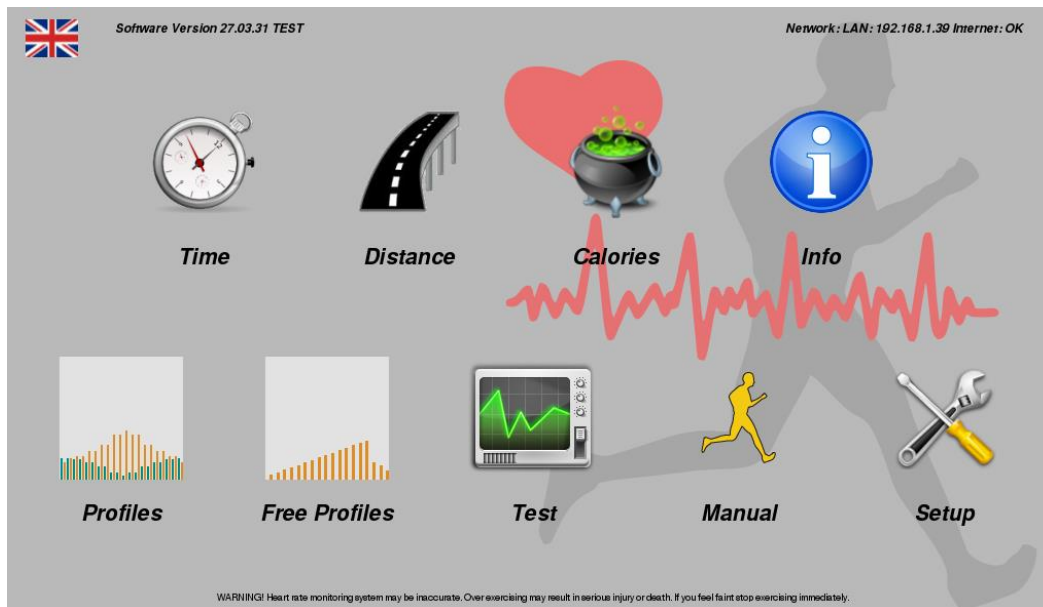 Software Version 27.03.31 TEST
Network: LAN: 192.168.1.39 Internet: OK
Time
Distance
Calories
Info
Profiles
Free Profiles
Test
Manual
Setup
WARNING! Heart rate monitoring system may be inaccurate. Over exercising may result in serious injury or death. If you feel faint stop exercising immediately.